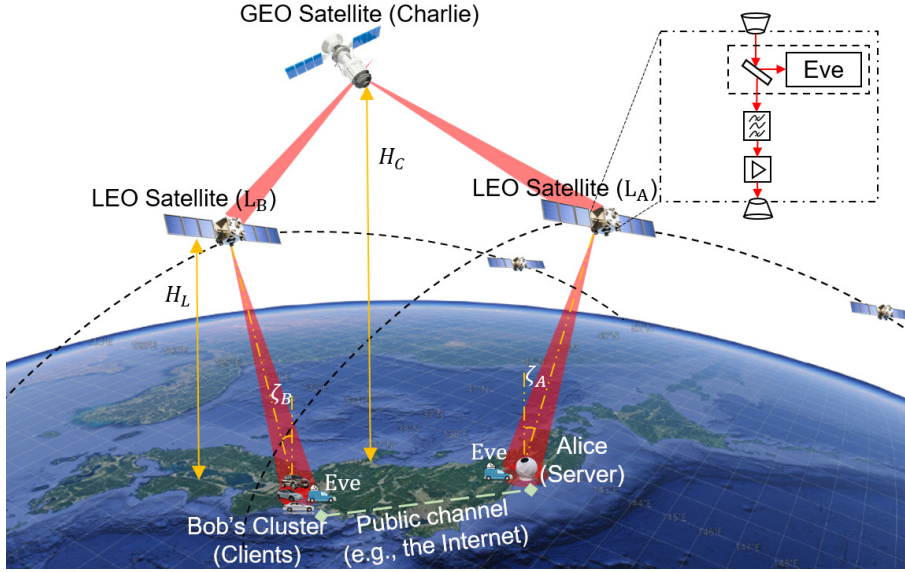 GEO Satellite (Charlie)
Eve
H_C
LEO Satellite (L_B)
LEO Satellite (L_A)
H_L
ζ_B
ζ_A
Eve
Eve
Alice
(Server)
Bob's Cluster
(Clients)
Public channel
(e.g., the Internet)